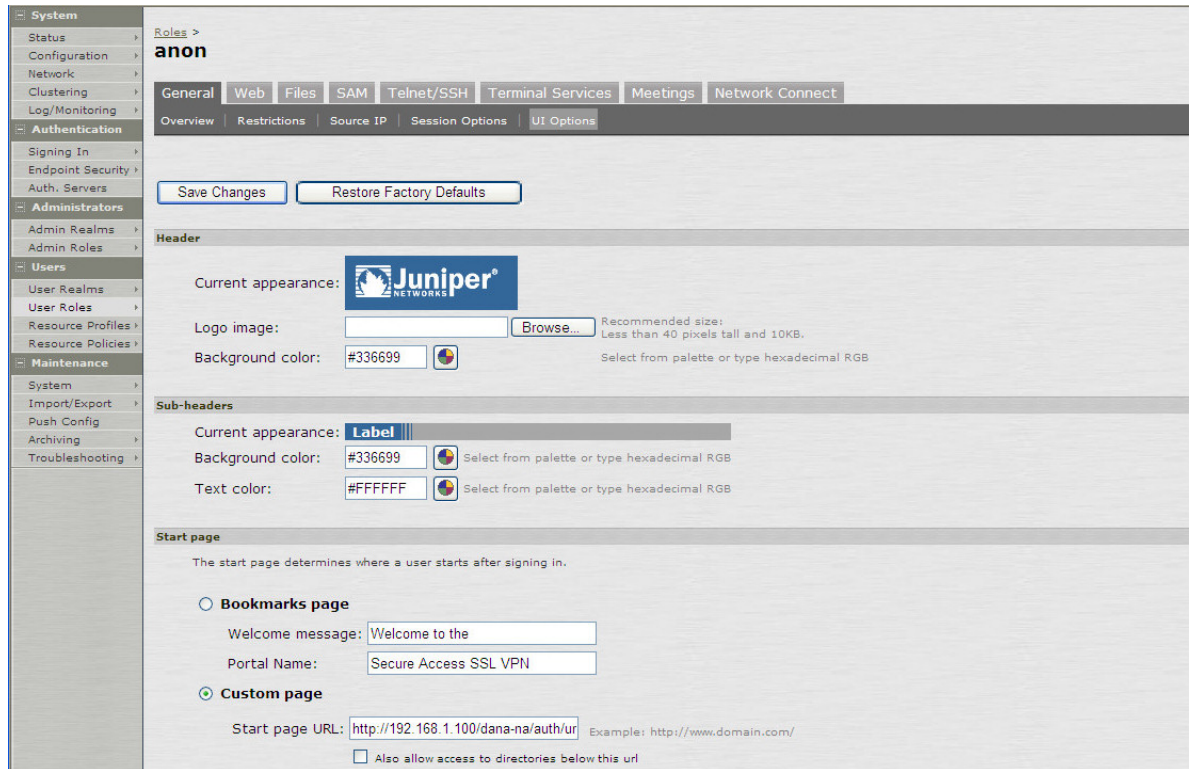 System
Status
Configuration
Network
Clustering
Log/Monitoring
Authentication
Signing In
Endpoint Security
Auth. Servers
Administrators
Admin Realms
Admin Roles
Users
User Realms
User Roles
Resource Profiles
Resource Policies
Maintenance
System
Import/Export
Push Config
Archiving
Troubleshooting
Roles >
anon
General Web Files SAM Telnet/SSH Terminal Services Meetings Network Connect
Overview | Restrictions | Source IP | Session Options | UI Options
Save Changes Restore Factory Defaults
Header
Current appearance: Juniper®
NETWORKS
Logo image: Browse... Recommended size:
Less than 40 pixels tall and 10KB.
Background color: #336699 Select from palette or type hexadecimal RGB
Sub-headers
Current appearance: Label
Background color: #336699 Select from palette or type hexadecimal RGB
Text color: #FFFFFF Select from palette or type hexadecimal RGB
Start page
The start page determines where a user starts after signing in.
Bookmarks page
Welcome message: Welcome to the
Portal Name: Secure Access SSL VPN
Custom page
Start page URL: http://192.168.1.100/dana-na/auth/ur Example: http://www.domain.com/
Also allow access to directories below this url